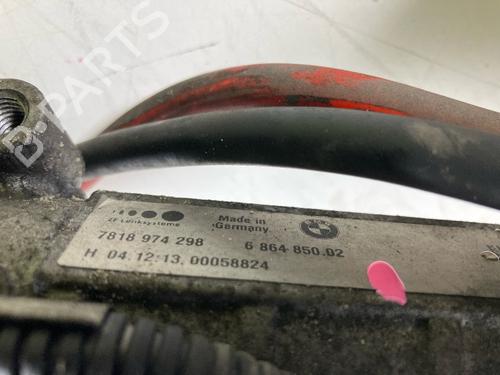 B-PARTS
ZF Lenksysteme
Made in
Germany
7818 974 298
6 864 850.02
H 04.12.13. 00058824